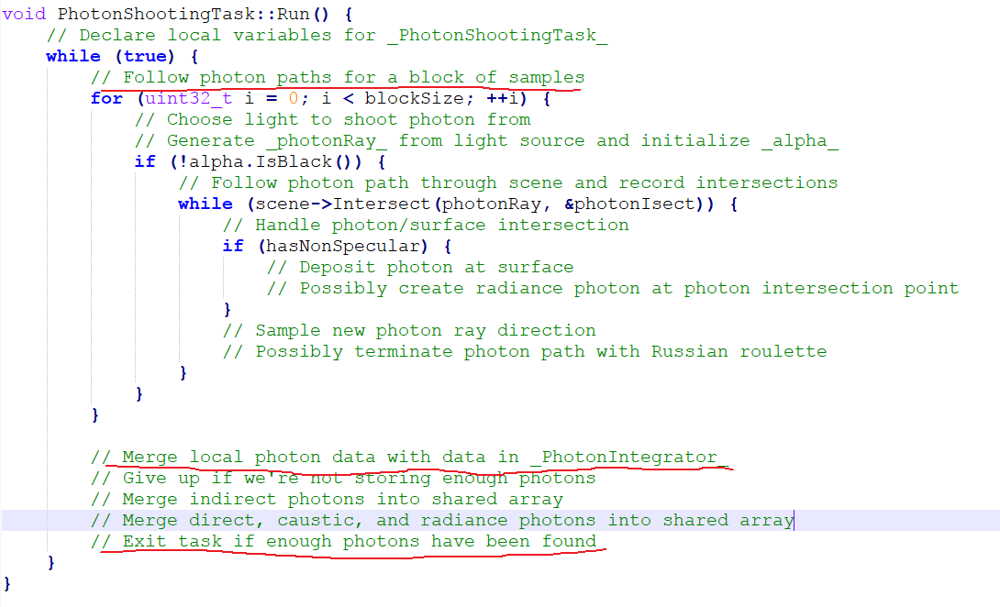 void PhotonShootingTask::Run() {
    // Declare local variables for _PhotonShootingTask_
    while (true) {
        // Follow photon paths for a block of samples
        for (uint32_t i = 0; i < blockSize; ++i) {
            // Choose light to shoot photon from
            // Generate _photonRay_ from light source and initialize _alpha_
            if (!alpha.IsBlack()) {
                // Follow photon path through scene and record intersections
                while (scene->Intersect(photonRay, &photonIsect)) {
                    // Handle photon/surface intersection
                    if (hasNonSpecular) {
                        // Deposit photon at surface
                        // Possibly create radiance photon at photon intersection point
                    }
                    // Sample new photon ray direction
                    // Possibly terminate photon path with Russian roulette
                }
            }
        }

        // Merge local photon data with data in _PhotonIntegrator_
        // Give up if we're not storing enough photons
        // Merge indirect photons into shared array
        // Merge direct, caustic, and radiance photons into shared array
        // Exit task if enough photons have been found
    }
}